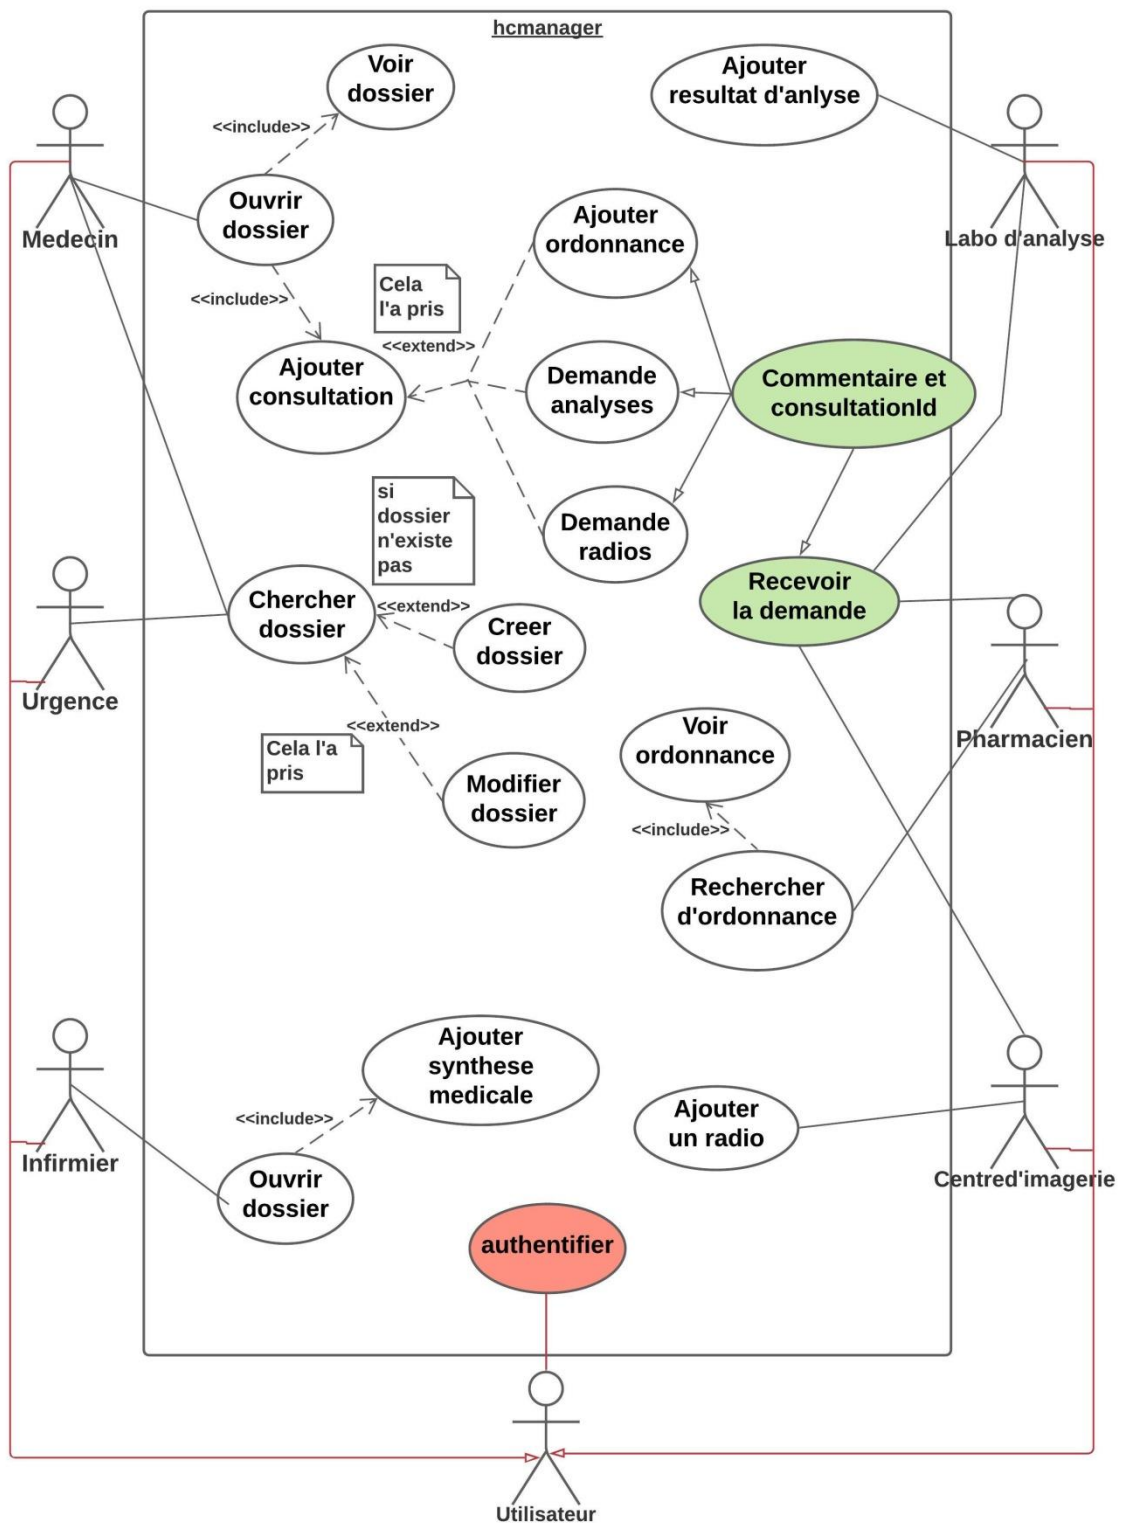 hcmanager
Voir
dossier
Ajouter
resultat d'anlyse
<<include>>
Ouvrir
dossier
Medecin
Ajouter
ordonnance
Labo d'analyse
<<include>>
Cela
l'a pris
<<extend>>
Ajouter
consultation
Demande
analyses
Commentaire et
consultationId
si
dossier
n'existe
pas
Demande
radios
Chercher
dossier
<<extend>>
Creer
dossier
Recevoir
la demande
Urgence
<<extend>>
Cela l'a
pris
Voir
ordonnance
Pharmacien
Modifier
dossier
<<include>>
Rechercher
d'ordonnance
Ajouter
synthese
medicale
<<include>>
Ajouter
un radio
Infirmier
Ouvrir
dossier
Centred'imagerie
authentifier
Utilisateur